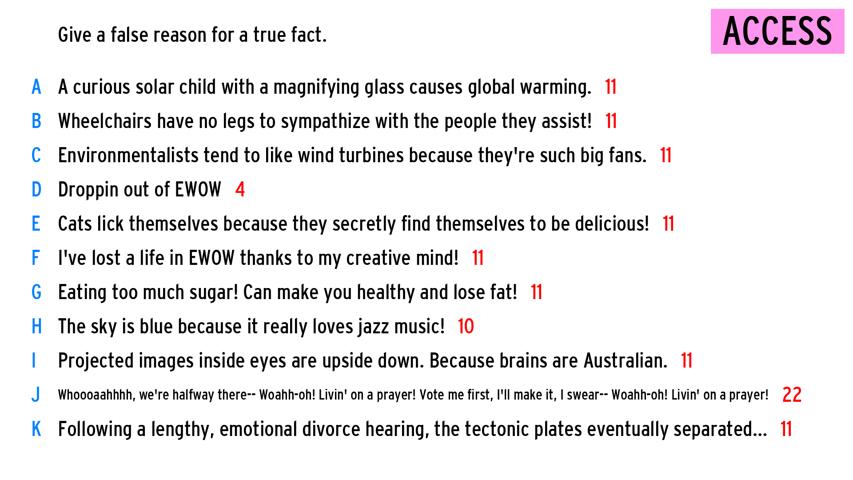 Give a false reason for a true fact.
ACCESS
A A curious solar child with a magnifying glass causes global warming. 11
B Wheelchairs have no legs to sympathize with the people they assist! 11
C Environmentalists tend to like wind turbines because they're such big fans. 11
D Droppin out of EWOW 4
E Cats lick themselves because they secretly find themselves to be delicious! 11
F I've lost a life in EWOW thanks to my creative mind! 11
G Eating too much sugar! Can make you healthy and lose fat! 11
H The sky is blue because it really loves jazz music! 10
I Projected images inside eyes are upside down. Because brains are Australian. 11
J Whoooaahhhh, we're halfway there-- Woahh-oh! Livin' on a prayer! Vote me first, I'll make it, I swear-- Woahh-oh! Livin' on a prayer! 22
K Following a lengthy, emotional divorce hearing, the tectonic plates eventually separated... 11